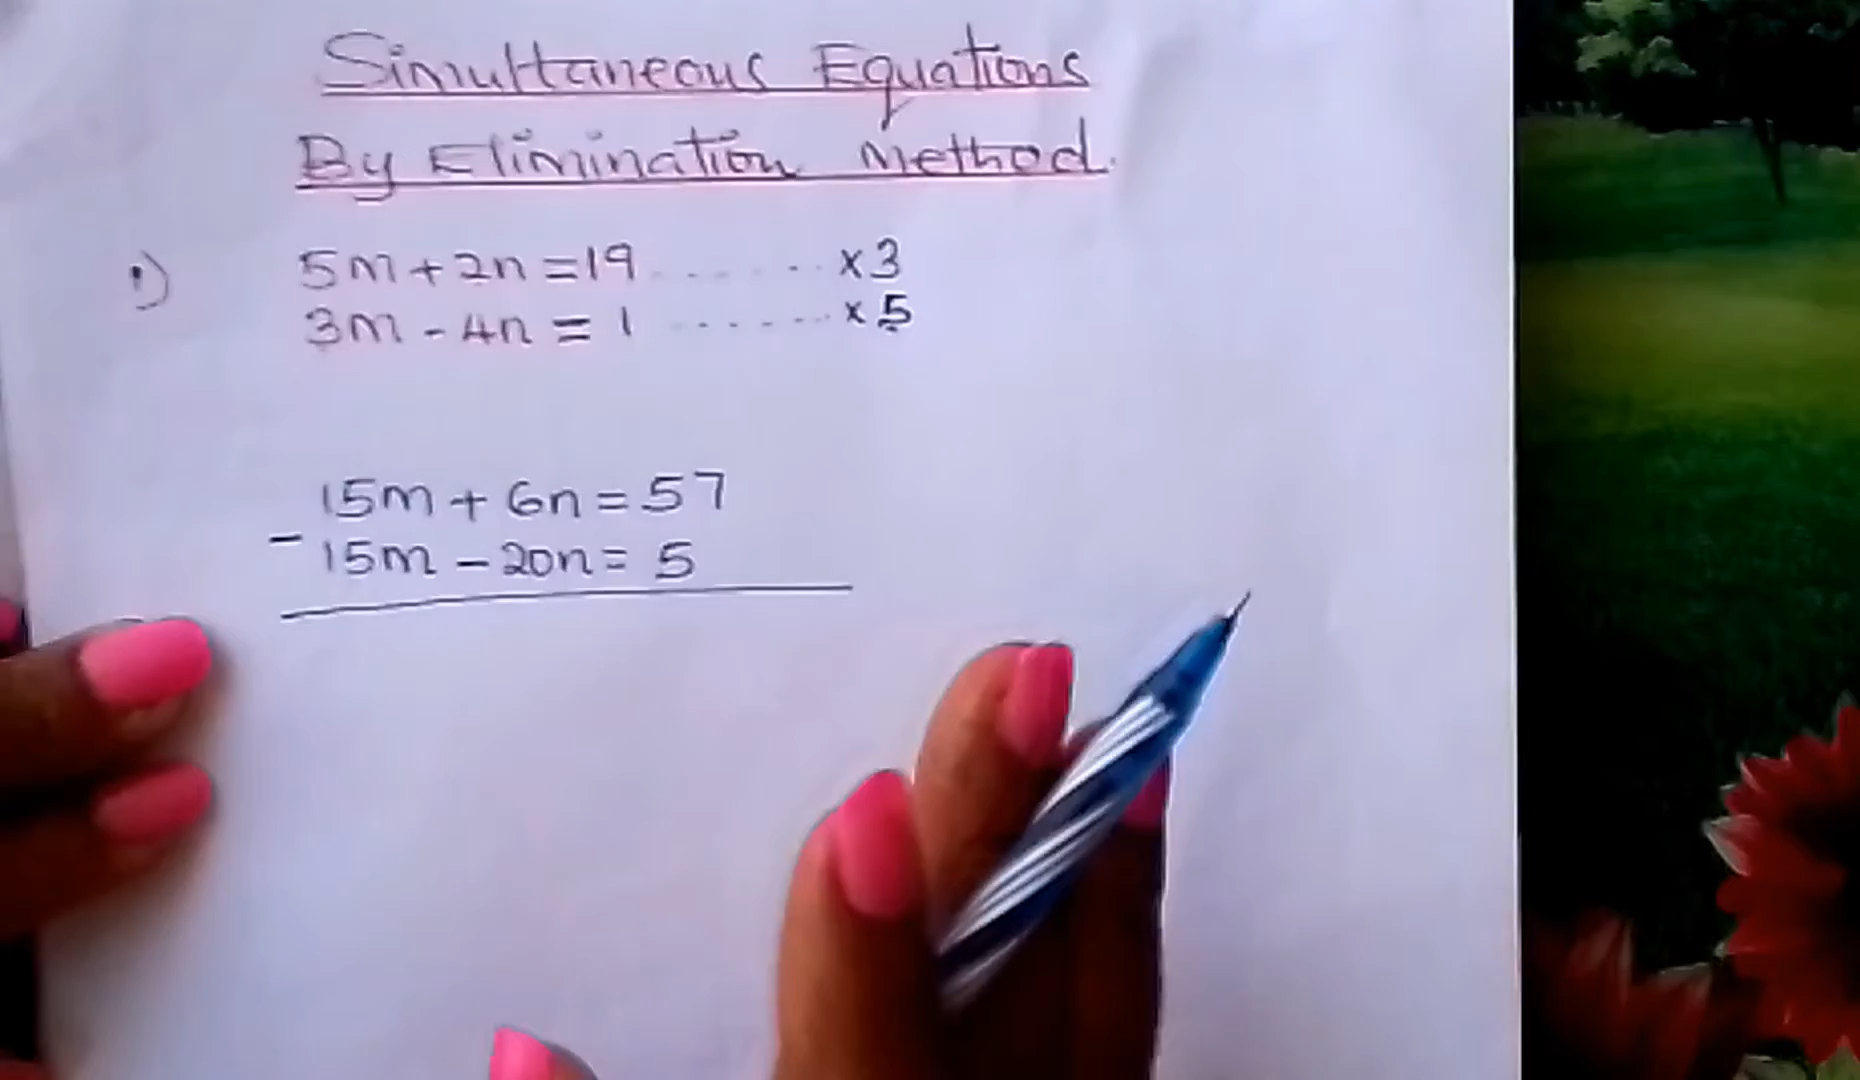 Simultaneous Equations
By Elimination Method.
1) 5m + 2n = 19 ....... x3
3m - 4n = 1 ....... x5
15m + 6n = 57
- 15m - 20n = 5